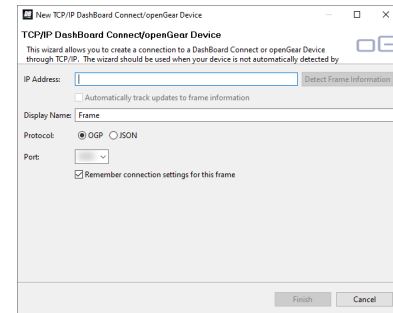 New TCP/IP DashBoard Connect/openGear Device
TCP/IP DashBoard Connect/openGear Device
This wizard allows you to create a connection to a DashBoard Connect or openGear Device
through TCP/IP. The wizard should be used when your device is not automatically detected by
IP Address:
Detect Frame Information
Automatically track updates to frame information
Display Name: Frame
Protocol: OGP JSON
Port:
Remember connection settings for this frame
Finish Cancel